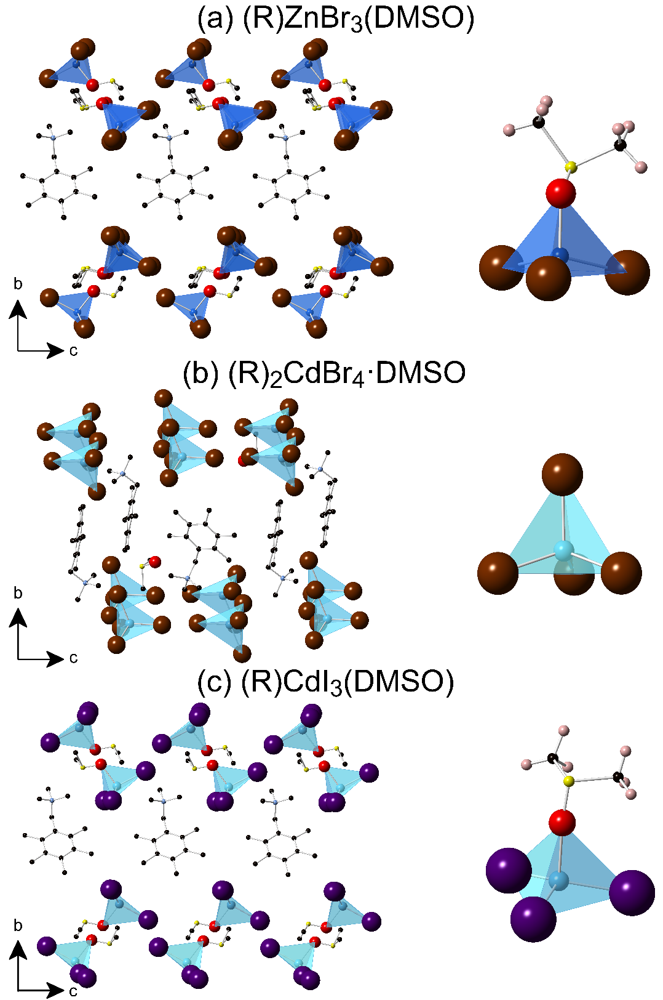 (a) (R)ZnBr₃(DMSO)
b
c
(b) (R)₂CdBr₄·DMSO
b
c
(c) (R)CdI₃(DMSO)
b
c